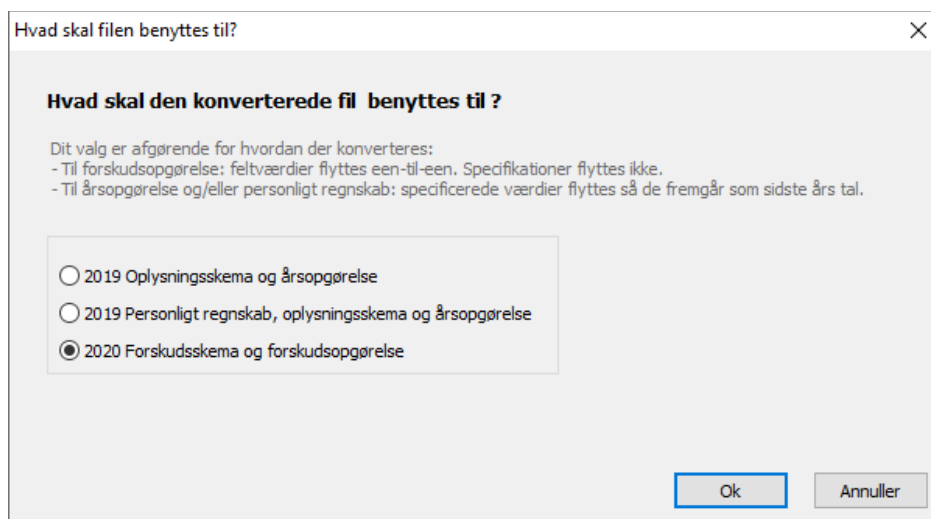 Hvad skal filen benyttes til?
Hvad skal den konverterede fil benyttes til ?
Dit valg er afgørende for hvordan der konverteres:
- Til forskudsopgørelse: feltværdier flyttes een-til-een. Specifikationer flyttes ikke.
- Til årsopgørelse og/eller personligt regnskab: specificerede værdier flyttes så de fremgår som sidste års tal.
2019 Oplysningsskema og årsopgørelse
2019 Personligt regnskab, oplysningsskema og årsopgørelse
2020 Forskudsskema og forskudsopgørelse
Ok Annuller